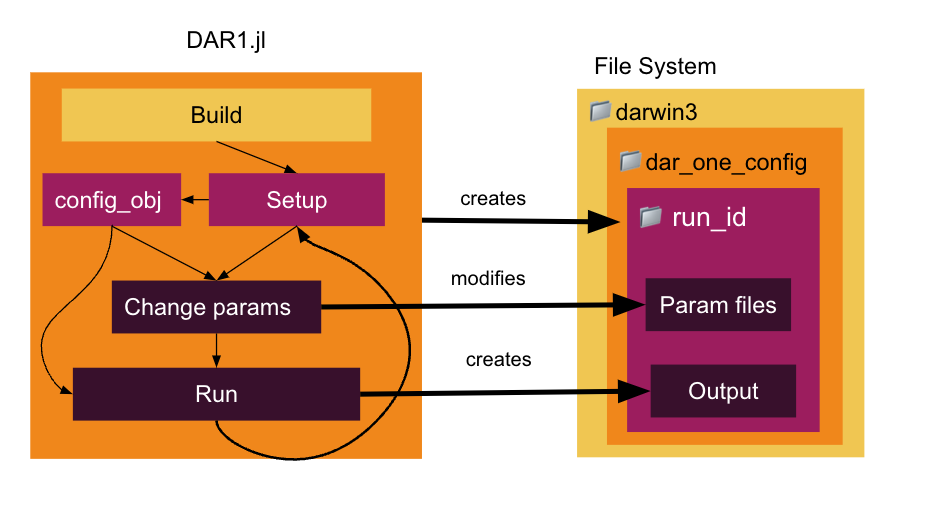 DAR1.jl
File System
Build
darwin3
dar_one_config
config_obj
Setup
creates
run_id
modifies
Change params
Param files
creates
Run
Output